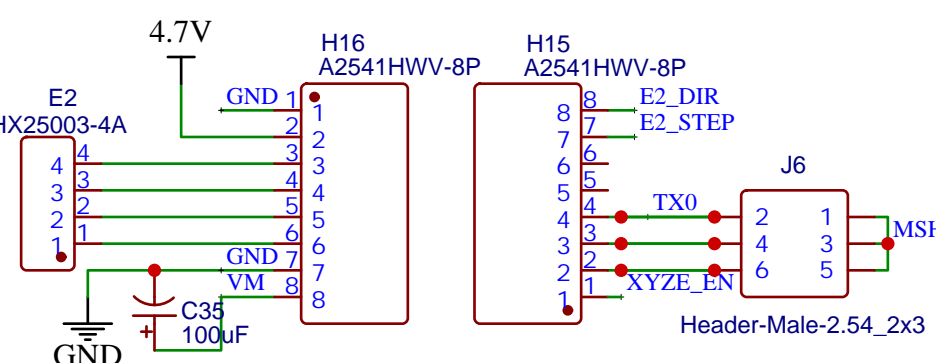 4.7V
E2
HX25003-4A
4 4
3 3
2 2
1 1
H16
A2541HWV-8P
GND 1 1
2 2
3 3
4 4
5 5
6 6
GND 7 7
VM 8 8
C35
100uF
GND
H15
A2541HWV-8P
8 8 E2_DIR
7 7 E2_STEP
6 6
5 5
4 4 TX0
3 3
2 2
1 1 XYZE_EN
J6
2 1
4 3
6 5
Header-Male-2.54_2x3